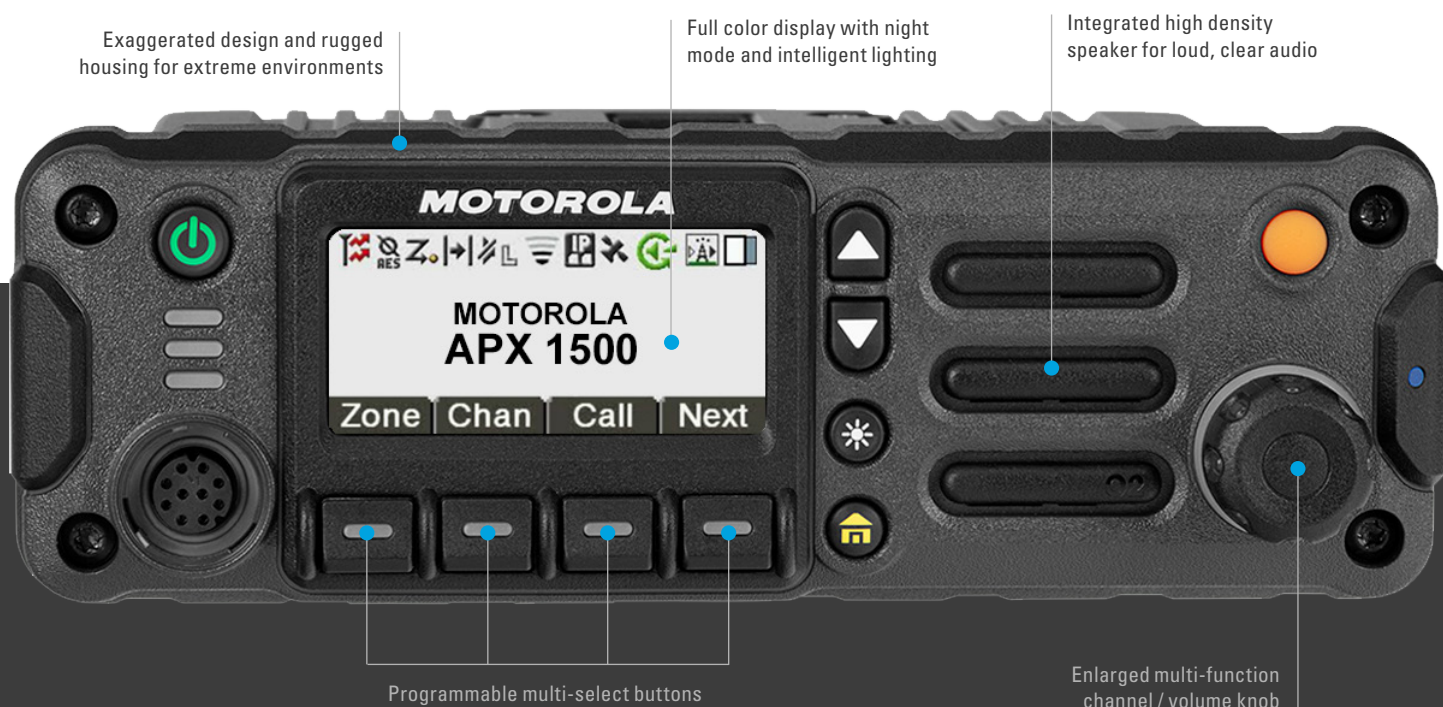 Exaggerated design and rugged
housing for extreme environments
Full color display with night
mode and intelligent lighting
Integrated high density
speaker for loud, clear audio
MOTOROLA
AES
L
IP
MOTOROLA
APX 1500
Zone Chan Call Next
Programmable multi-select buttons
Enlarged multi-function
channel / volume knob